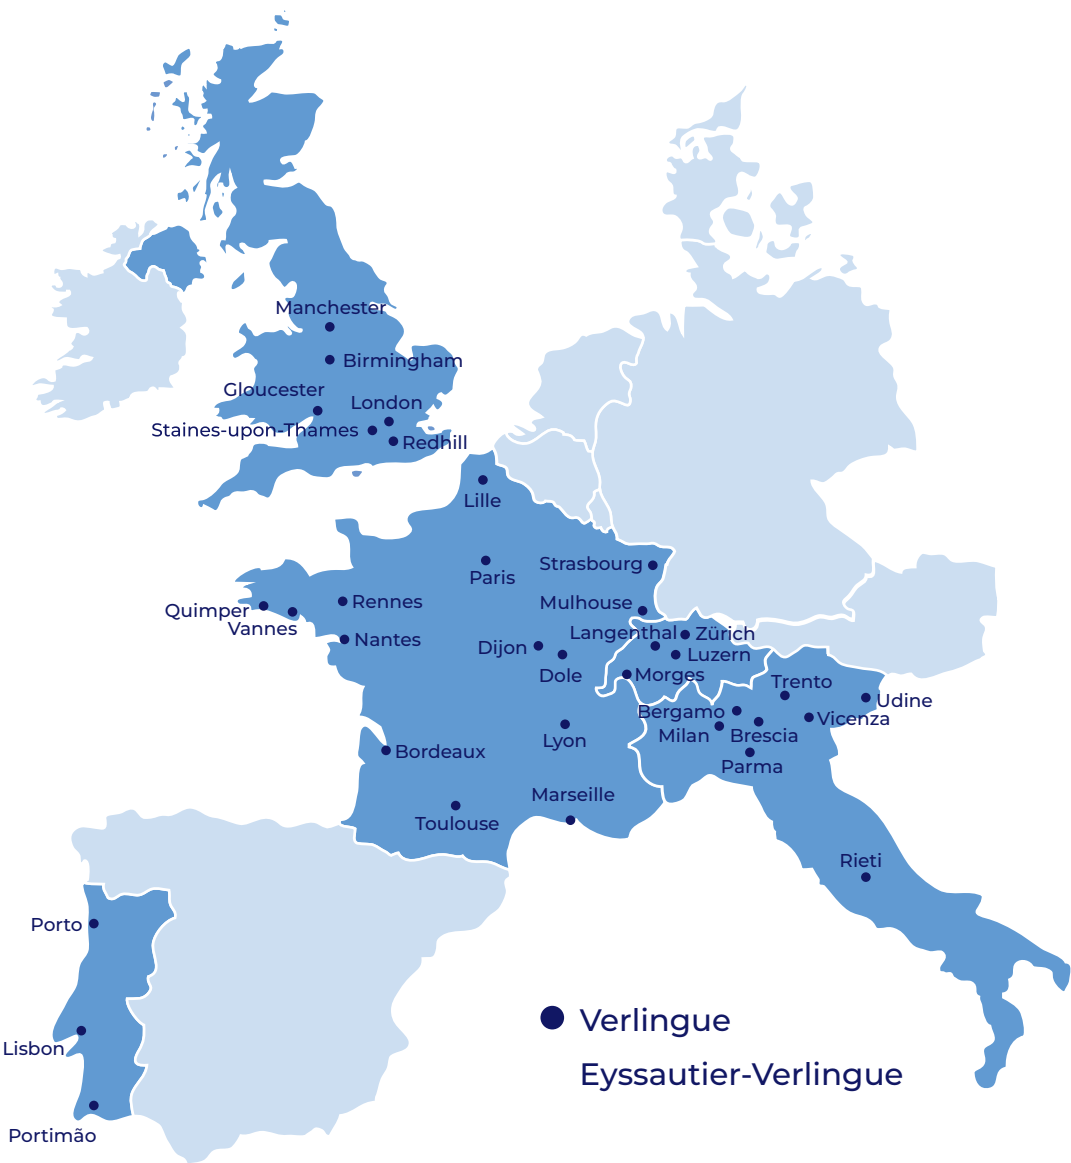 Manchester
Birmingham
Gloucester
London
Staines-upon-Thames
Redhill
Lille
Paris
Strasbourg
Quimper
Rennes
Mulhouse
Vannes
Nantes
Langenthal
Zürich
Dijon
Luzern
Dole
Morges
Trento
Udine
Bergamo
Vicenza
Milan
Brescia
Lyon
Bordeaux
Parma
Marseille
Toulouse
Rieti
Porto
Verlingue
Lisbon
Eyssautier-Verlingue
Portimão